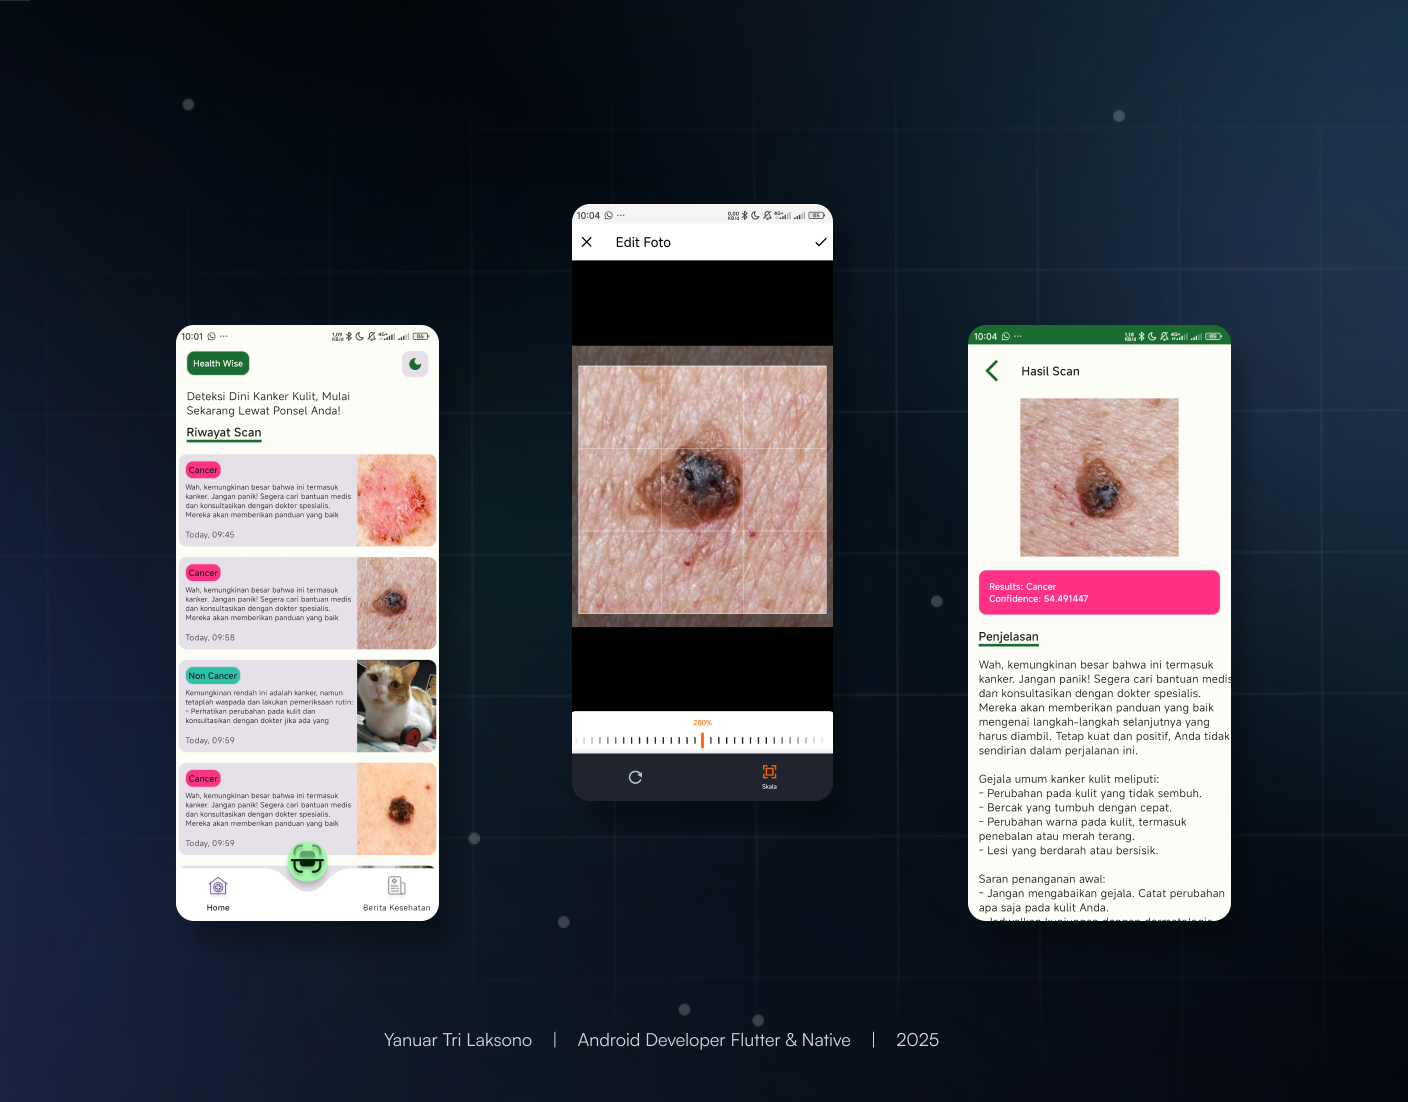 10:01
Health Wise
Deteksi Dini Kanker Kulit, Mulai
Sekarang Lewat Ponsel Anda!
Riwayat Scan
Cancer
Wah, kemungkinan besar bahwa ini termasuk
kanker. Jangan panik! Segera cari bantuan medis
dan konsultasikan dengan dokter spesialis.
Mereka akan memberikan panduan yang baik
Today, 09:45
Cancer
Wah, kemungkinan besar bahwa ini termasuk
kanker. Jangan panik! Segera cari bantuan medis
dan konsultasikan dengan dokter spesialis.
Mereka akan memberikan panduan yang baik
Today, 09:58
Non Cancer
Kemungkinan rendah ini adalah kanker, namun
tetaplah waspada dan lakukan pemeriksaan rutin:
- Perhatikan perubahan pada kulit dan
konsultasikan dengan dokter jika ada yang
Today, 09:59
Cancer
Wah, kemungkinan besar bahwa ini termasuk
kanker. Jangan panik! Segera cari bantuan medis
dan konsultasikan dengan dokter spesialis.
Mereka akan memberikan panduan yang baik
Today, 09:59
Home
Berita Kesehatan
10:04
Edit Foto
280%
Skala
10:04
Hasil Scan
Results: Cancer
Confidence: 54.491447
Penjelasan
Wah, kemungkinan besar bahwa ini termasuk
kanker. Jangan panik! Segera cari bantuan medis
dan konsultasikan dengan dokter spesialis.
Mereka akan memberikan panduan yang baik
mengenai langkah-langkah selanjutnya yang
harus diambil. Tetap kuat dan positif, Anda tidak
sendirian dalam perjalanan ini.
Gejala umum kanker kulit meliputi:
- Perubahan pada kulit yang tidak sembuh.
- Bercak yang tumbuh dengan cepat.
- Perubahan warna pada kulit, termasuk
penebalan atau merah terang.
- Lesi yang berdarah atau bersisik.
Saran penanganan awal:
- Jangan mengabaikan gejala. Catat perubahan
apa saja pada kulit Anda.
Yanuar Tri Laksono | Android Developer Flutter & Native | 2025